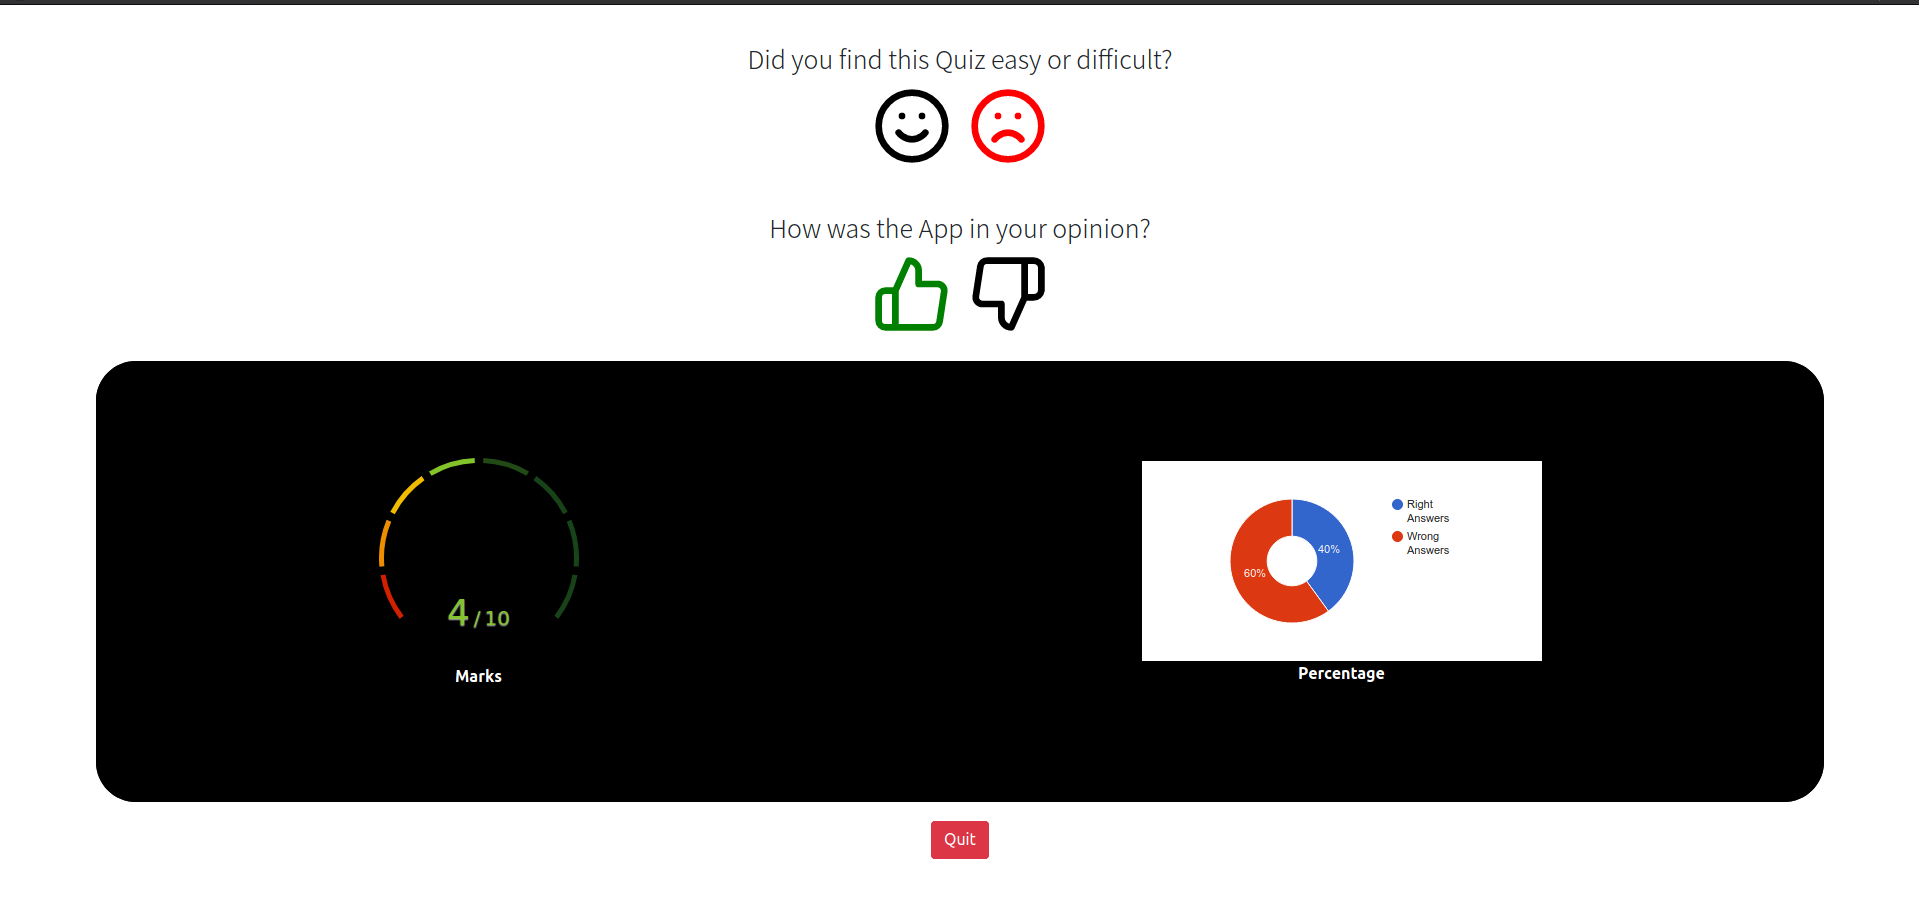 Did you find this Quiz easy or difficult?
How was the App in your opinion?
4/10
Marks
40%
60%
Right
Answers
Wrong
Answers
Percentage
Quit